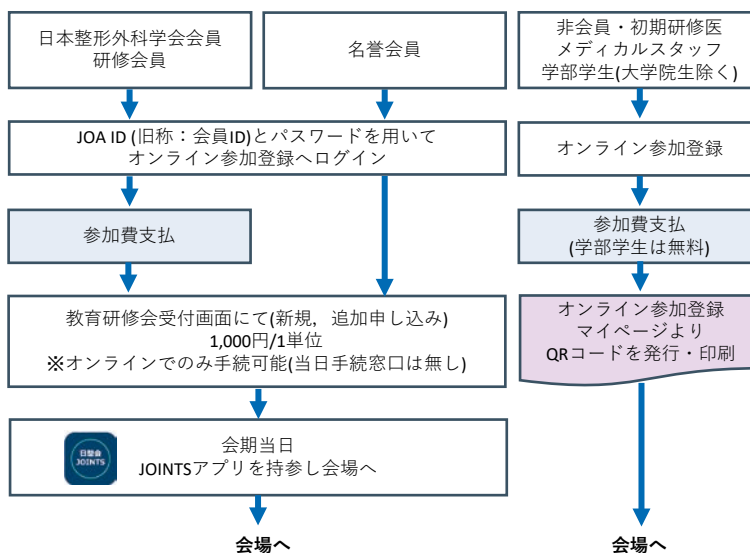 日本整形外科学会会員
研修会員
名誉会員
非会員・初期研修医
メディカルスタッフ
学部学生(大学院生除く)
JOA ID (旧称：会員ID)とパスワードを用いて
オンライン参加登録へログイン
オンライン参加登録
参加費支払
参加費支払
(学部学生は無料)
教育研修会受付画面にて(新規，追加申し込み)
1,000円/1単位
※オンラインでのみ手続可能(当日手続窓口は無し)
オンライン参加登録
マイページより
QRコードを発行・印刷
日整会
JOINTS
会期当日
JOINTSアプリを持参し会場へ
会場へ
会場へ